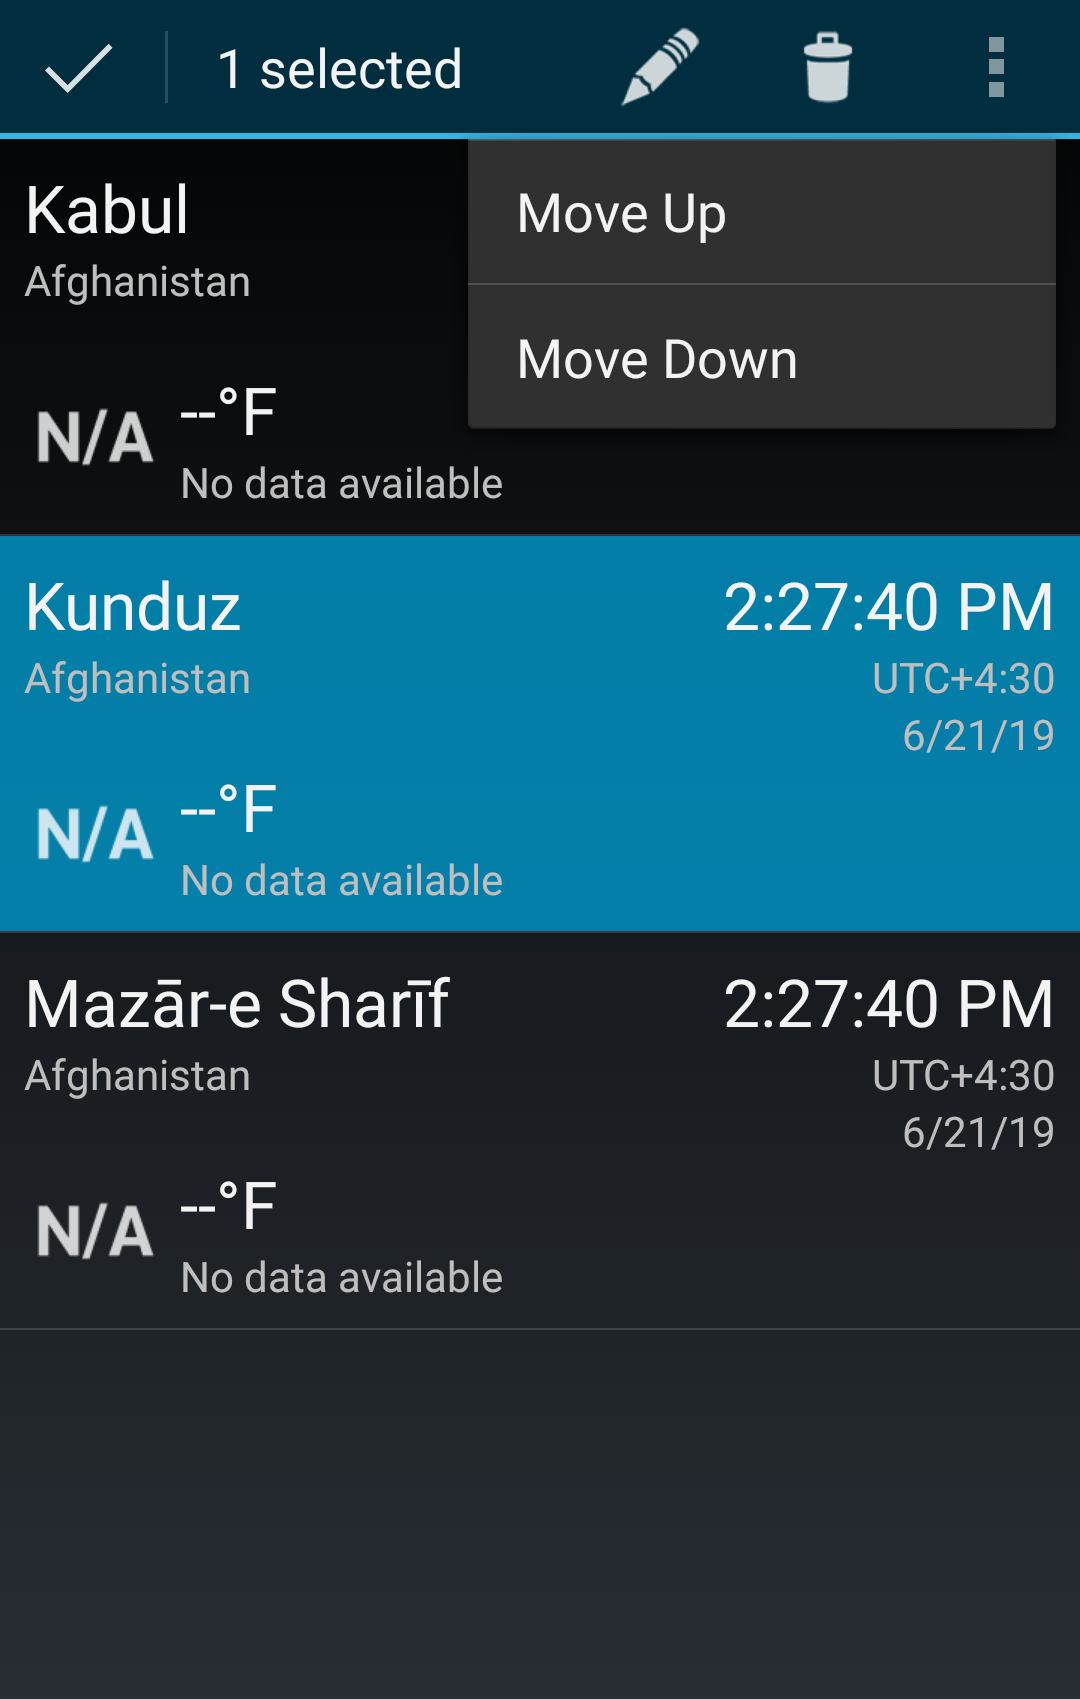 1 selected
Move Up
Move Down
Kabul
Afghanistan
N/A
--°F
No data available
Kunduz
2:27:40 PM
Afghanistan
UTC+4:30
6/21/19
N/A
--°F
No data available
Mazār-e Sharīf
2:27:40 PM
Afghanistan
UTC+4:30
6/21/19
N/A
--°F
No data available